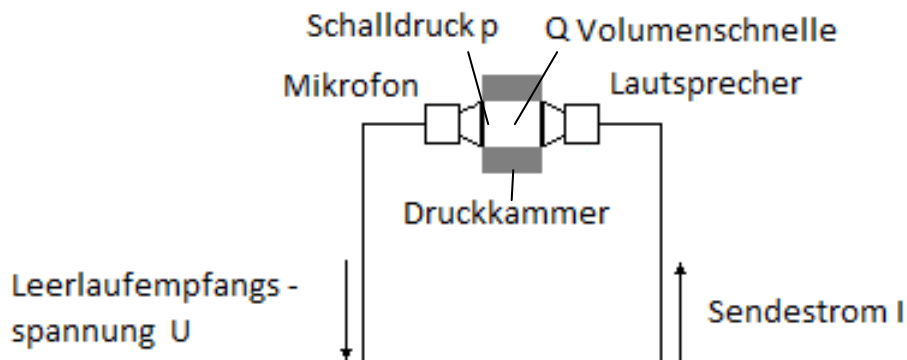 Schalldruck p
Q Volumenschnelle
Mikrofon
Lautsprecher
Druckkammer
Leerlaufempfangs -
spannung U
Sendestrom I